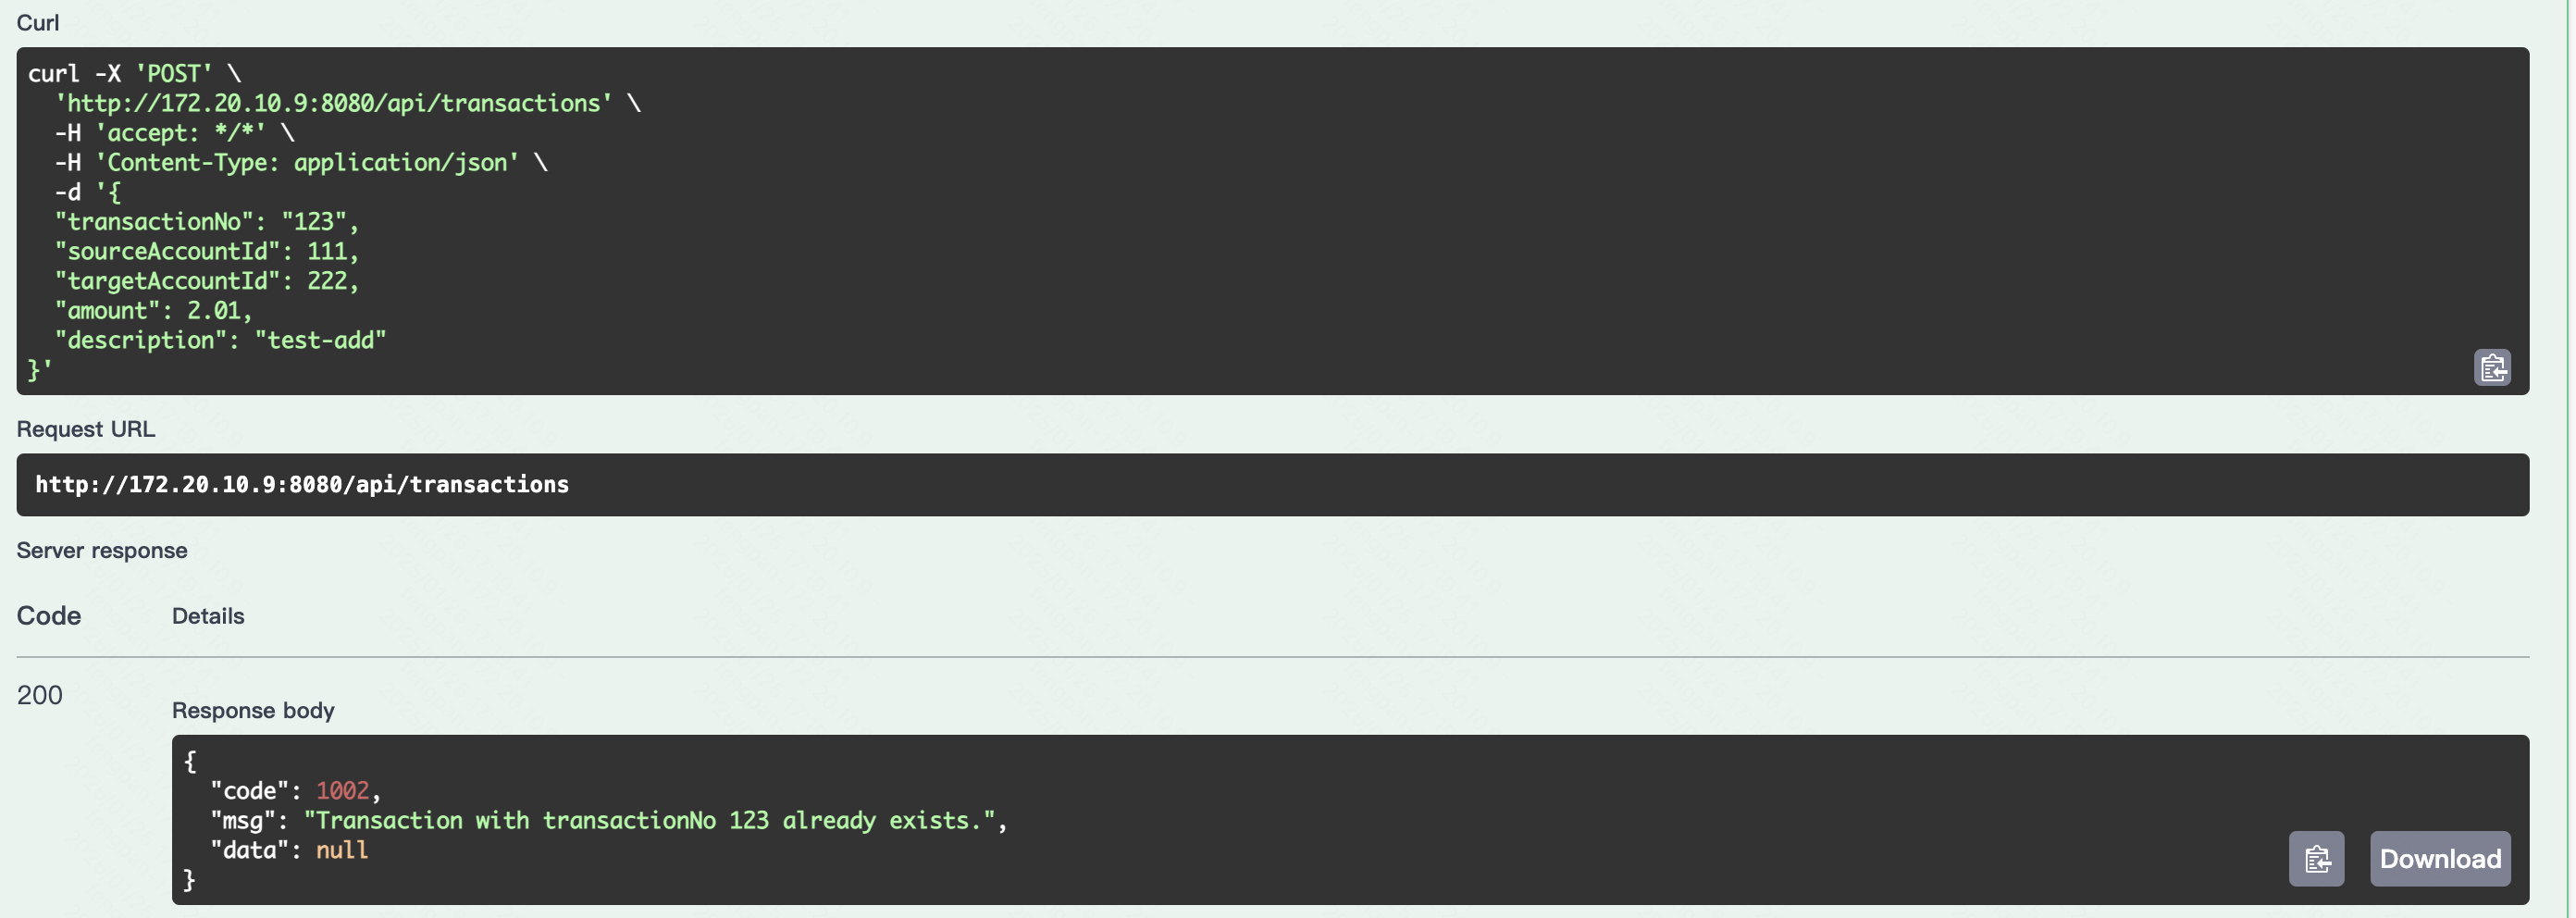 Curl
curl -X 'POST' \
  'http://172.20.10.9:8080/api/transactions' \
  -H 'accept: */*' \
  -H 'Content-Type: application/json' \
  -d '{
  "transactionNo": "123",
  "sourceAccountId": 111,
  "targetAccountId": 222,
  "amount": 2.01,
  "description": "test-add"
}'
Request URL
http://172.20.10.9:8080/api/transactions
Server response
Code Details
200
Response body
{
  "code": 1002,
  "msg": "Transaction with transactionNo 123 already exists.",
  "data": null
}
Download